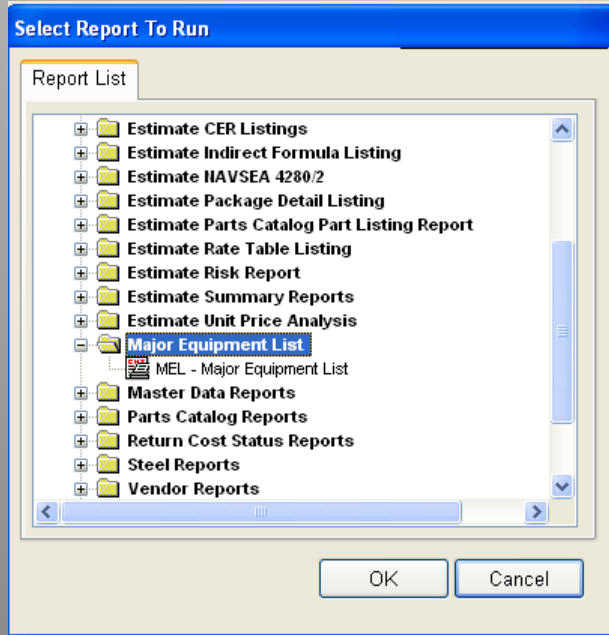 Select Report To Run
Report List
Estimate CER Listings
Estimate Indirect Formula Listing
Estimate NAVSEA 4280/2
Estimate Package Detail Listing
Estimate Parts Catalog Part Listing Report
Estimate Rate Table Listing
Estimate Risk Report
Estimate Summary Reports
Estimate Unit Price Analysis
Major Equipment List
MEL - Major Equipment List
Master Data Reports
Parts Catalog Reports
Return Cost Status Reports
Steel Reports
Vendor Reports
OK Cancel